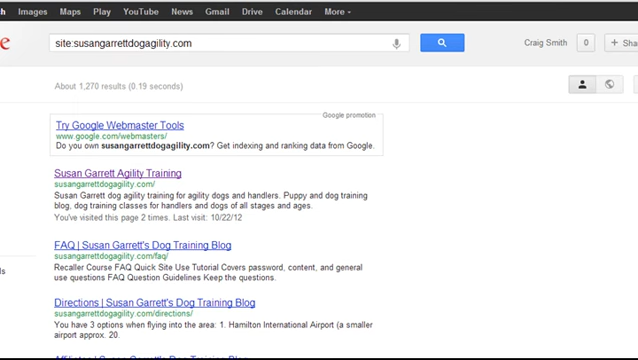 Images Maps Play YouTube News Gmail Drive Calendar More
site:susangarrettdogagility.com
Craig Smith 0 +
About 1,270 results (0.19 seconds)
Google promotion
Try Google Webmaster Tools
www.google.com/webmasters/
Do you own susangarrettdogagility.com? Get indexing and ranking data from Google.
Susan Garrett Agility Training
susangarrettdogagility.com/
Susan Garrett dog agility training for agility dogs and handlers. Puppy and dog training
blog, dog training classes for handlers and dogs of all stages and ages.
You've visited this page 2 times. Last visit: 10/22/12
FAQ | Susan Garrett's Dog Training Blog
susangarrettdogagility.com/faq/
Recaller Course FAQ Quick Site Use Tutorial Covers password, content, and general
use questions FAQ Question Guidelines Keep the questions.
Directions | Susan Garrett's Dog Training Blog
susangarrettdogagility.com/directions/
You have 3 options when flying into the area: 1. Hamilton International Airport (a smaller
airport approx. 20.